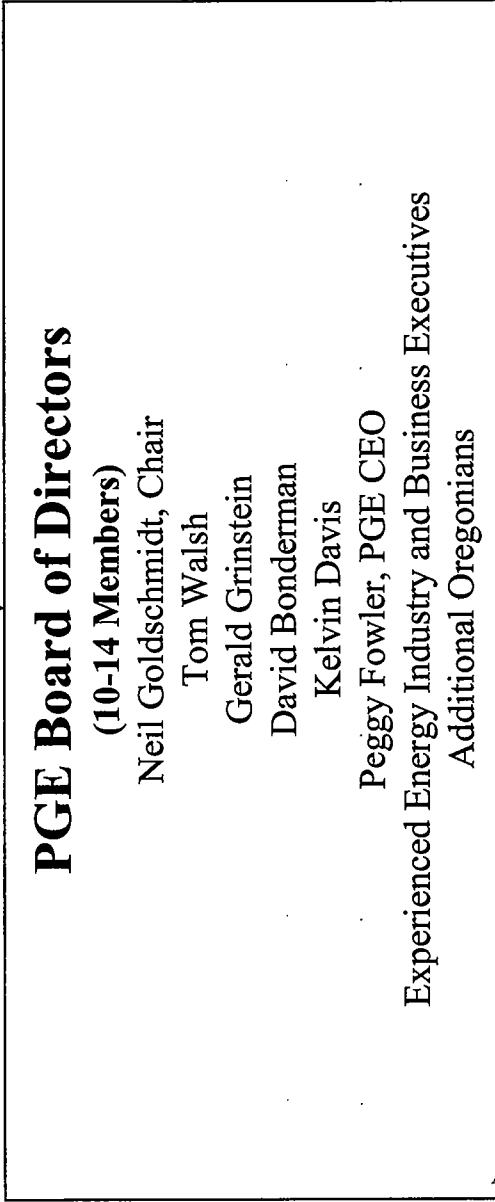 PGE Board of Directors
(10-14 Members)
Neil Goldschmidt, Chair
Tom Walsh
Gerald Grinstein
David Bonderman
Kelvin Davis
Peggy Fowler, PGE CEO
Experienced Energy Industry and Business Executives
Additional Oregonians